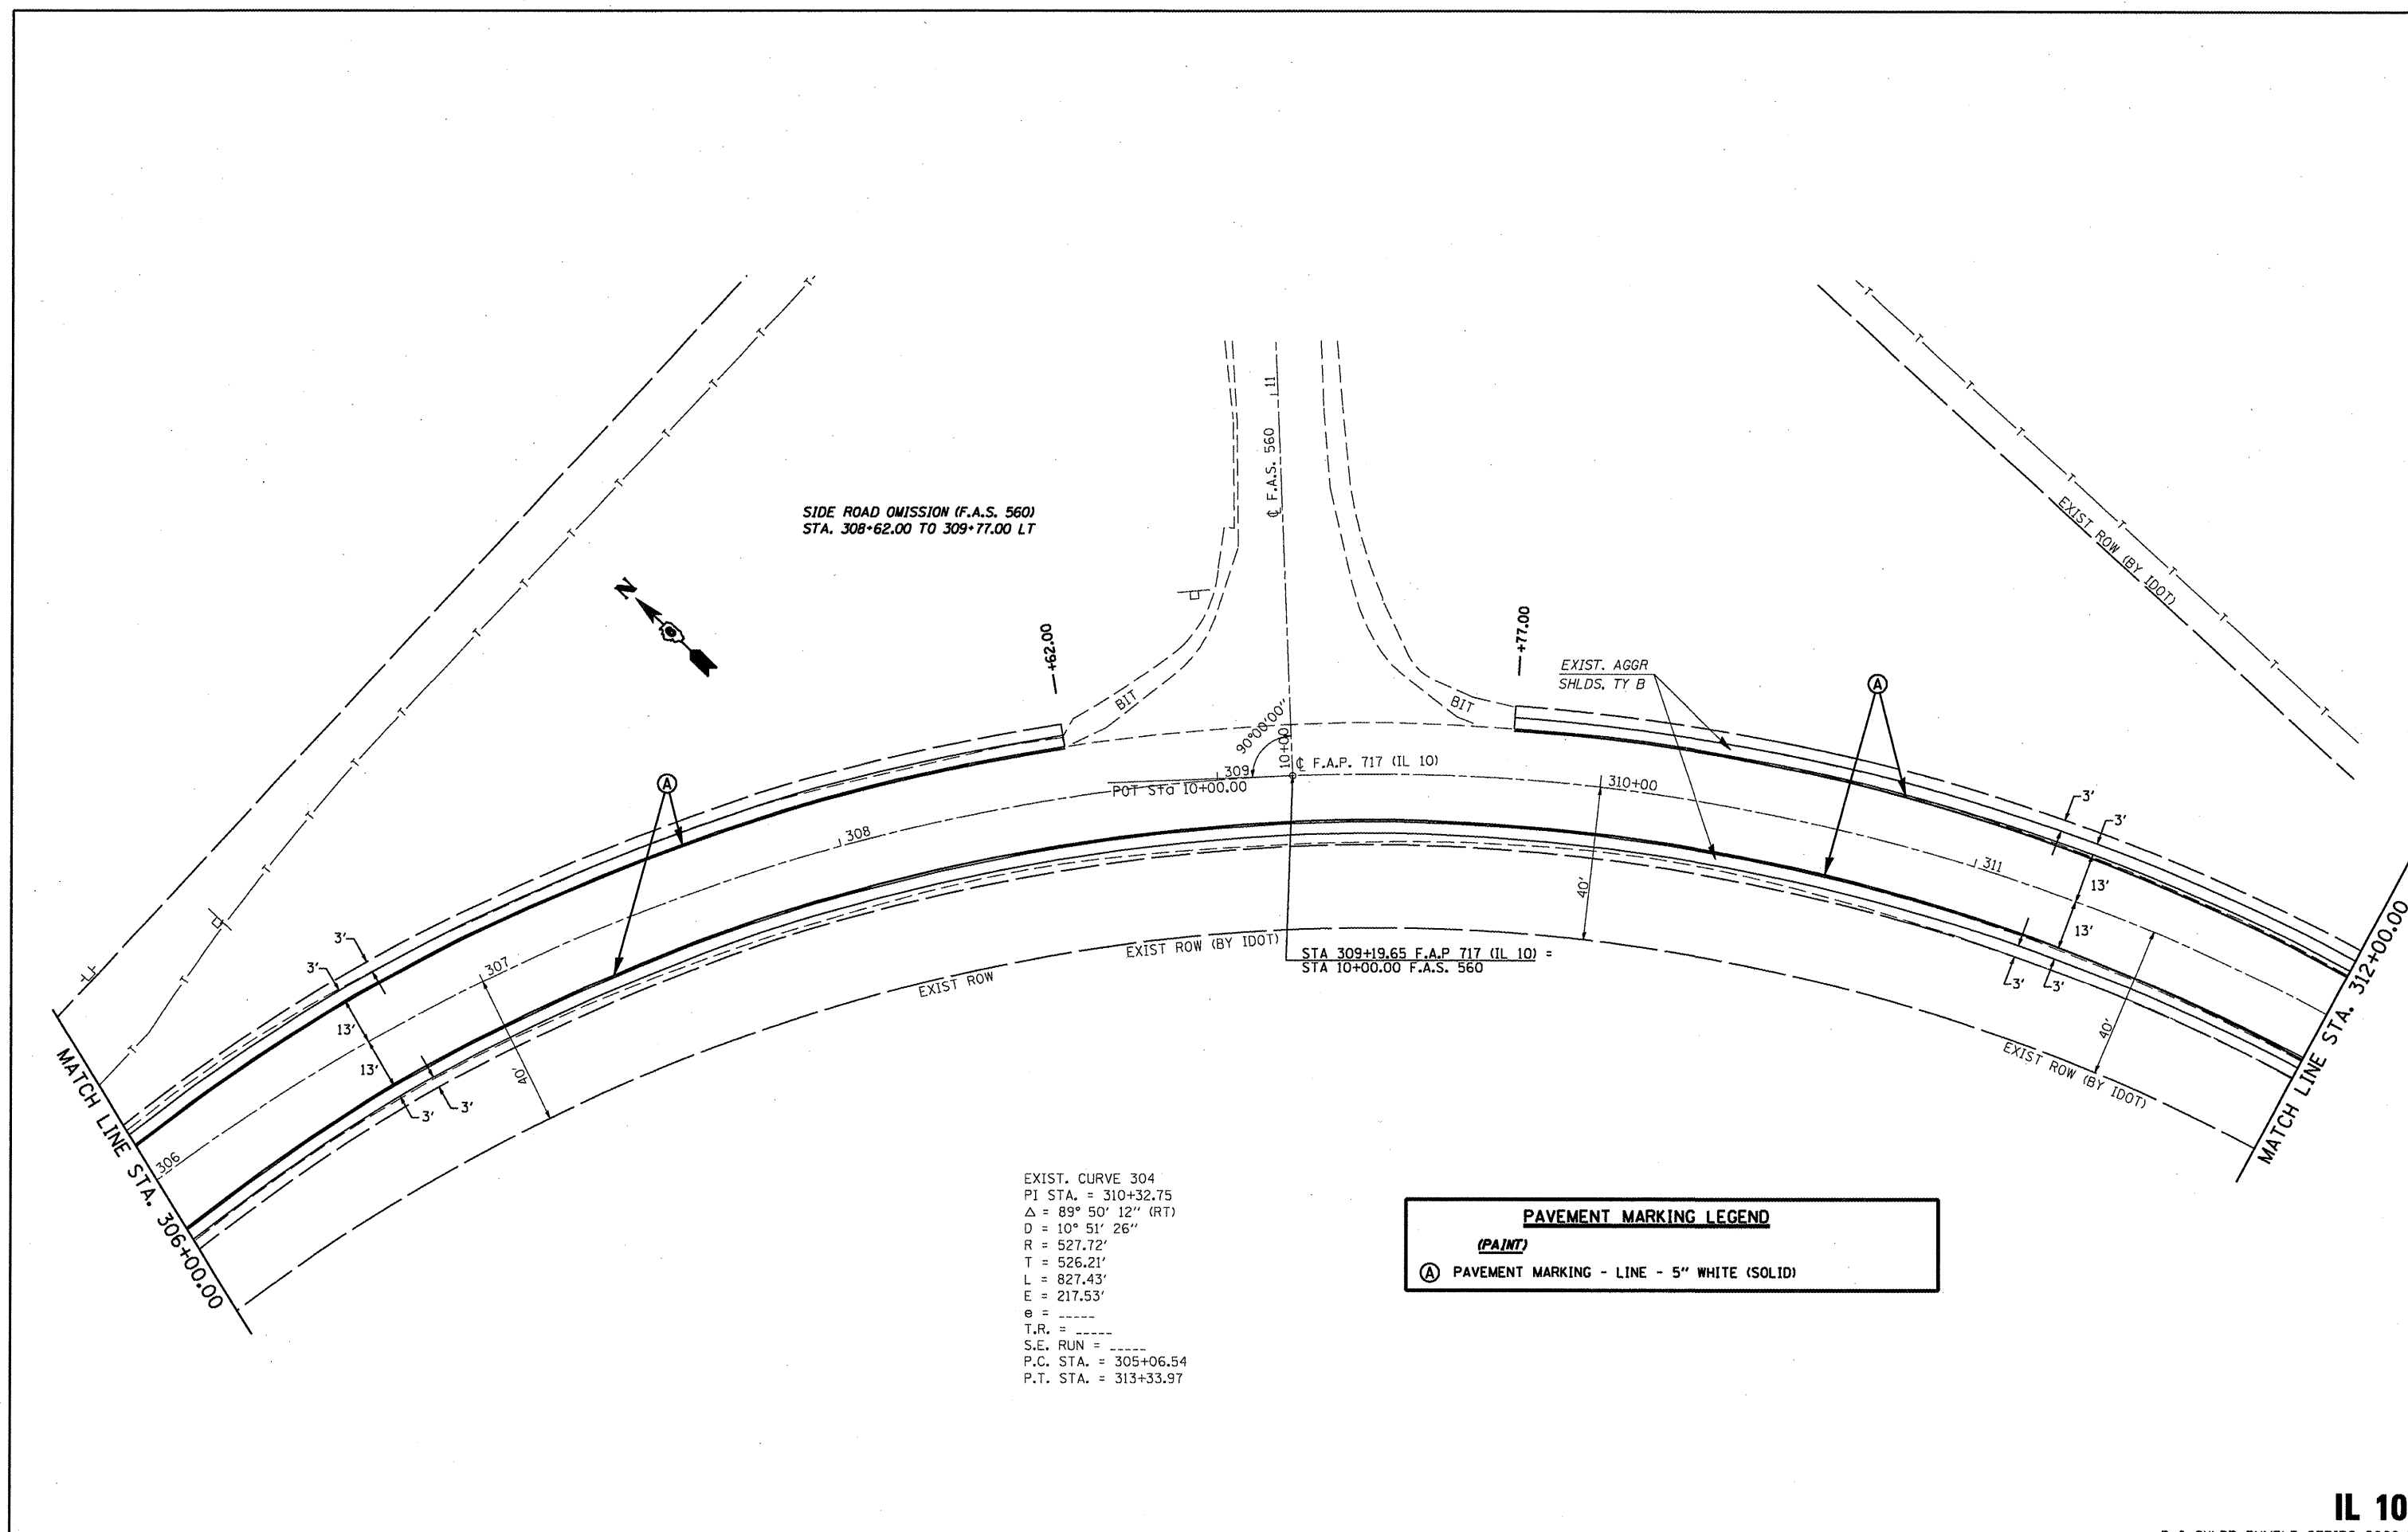 SIDE ROAD OMISSION (F.A.S. 560)
STA. 308+62.00 TO 309+77.00 LT
N
℄ F.A.S. 560
11
+62.00
+77.00
BIT
BIT
EXIST. AGGR
SHLDS. TY B
A
A
EXIST ROW (BY IDOT)
90°00'00"
10+00
309
℄ F.A.P. 717 (IL 10)
POT Sta 10+00.00
310+00
308
307
306
311
3'
3'
13'
13'
3'
3'
40'
3'
3'
13'
13'
3'
3'
40'
40'
EXIST ROW
EXIST ROW (BY IDOT)
STA 309+19.65 F.A.P 717 (IL 10) =
STA 10+00.00 F.A.S. 560
EXIST ROW (BY IDOT)
MATCH LINE STA. 306+00.00
MATCH LINE STA. 312+00.00
T T T T T T T T T T T T
T T T T T T T T T
EXIST. CURVE 304
PI STA. = 310+32.75
Δ = 89° 50' 12" (RT)
D = 10° 51' 26"
R = 527.72'
T = 526.21'
L = 827.43'
E = 217.53'
e = _____
T.R. = _____
S.E. RUN = _____
P.C. STA. = 305+06.54
P.T. STA. = 313+33.97
PAVEMENT MARKING LEGEND
(PAINT)
A PAVEMENT MARKING - LINE - 5" WHITE (SOLID)
IL 10